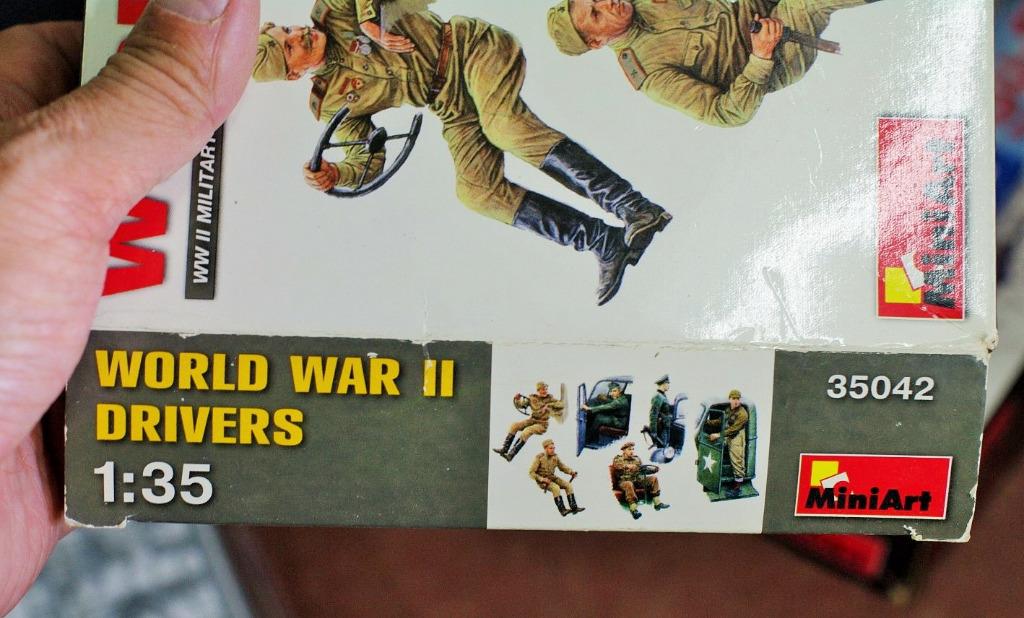 WW II MILITARY
MiniArt
WORLD WAR II
DRIVERS
1:35
35042
MiniArt